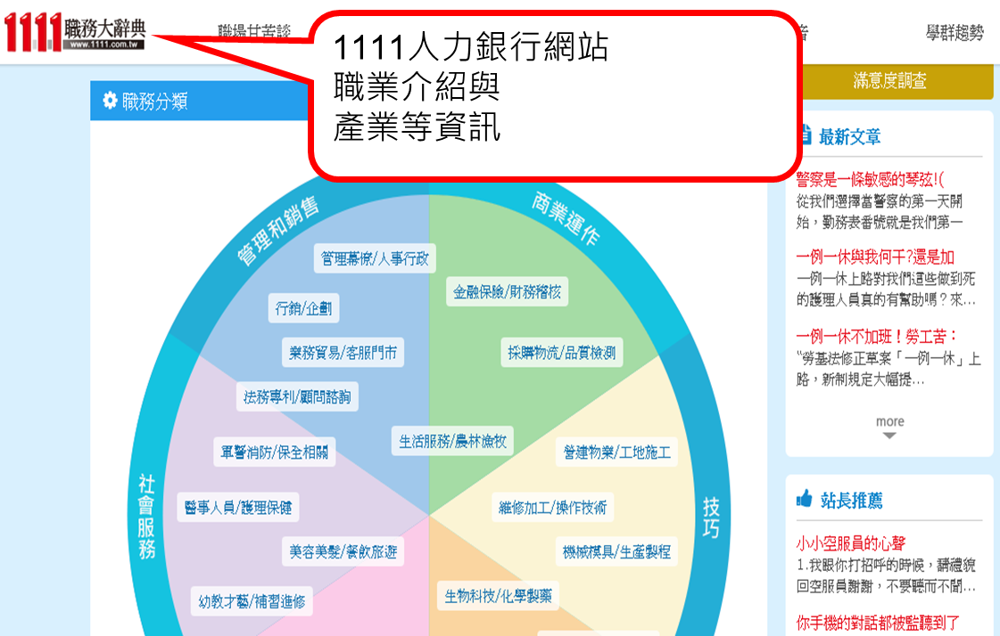 1111 職務大辭典
www.1111.com.tw
職場甘苦談
音
學群趨勢
1111人力銀行網站
職業介紹與
產業等資訊
滿意度調查
職務分類
管理和銷售
商業運作
管理幕僚/人事行政
金融保險/財務稽核
行銷/企劃
業務貿易/客服門市
採購物流/品質檢測
法務專利/顧問諮詢
生活服務/農林漁牧
軍警消防/保全相關
營建物業/工地施工
社會服務
醫事人員/護理保健
維修加工/操作技術
技巧
美容美髮/餐飲旅遊
機械模具/生產製程
幼教才藝/補習進修
生物科技/化學製藥
最新文章
警察是一條敏感的琴弦!(
從我們選擇當警察的第一天開
始，勤務表番號就是我們第一
一例一休與我何干?還是加
一例一休上路對我們這些做到死
的護理人員真的有幫助嗎？來...
一例一休不加班！勞工苦：
“勞基法修正草案「一例一休」上
路，新制規定大幅提...
more
站長推薦
小小空服員的心聲
1.我跟你打招呼的時候，請禮貌
回空服員謝謝，不要聽而不聞...
你手機的對話都被監聽到了